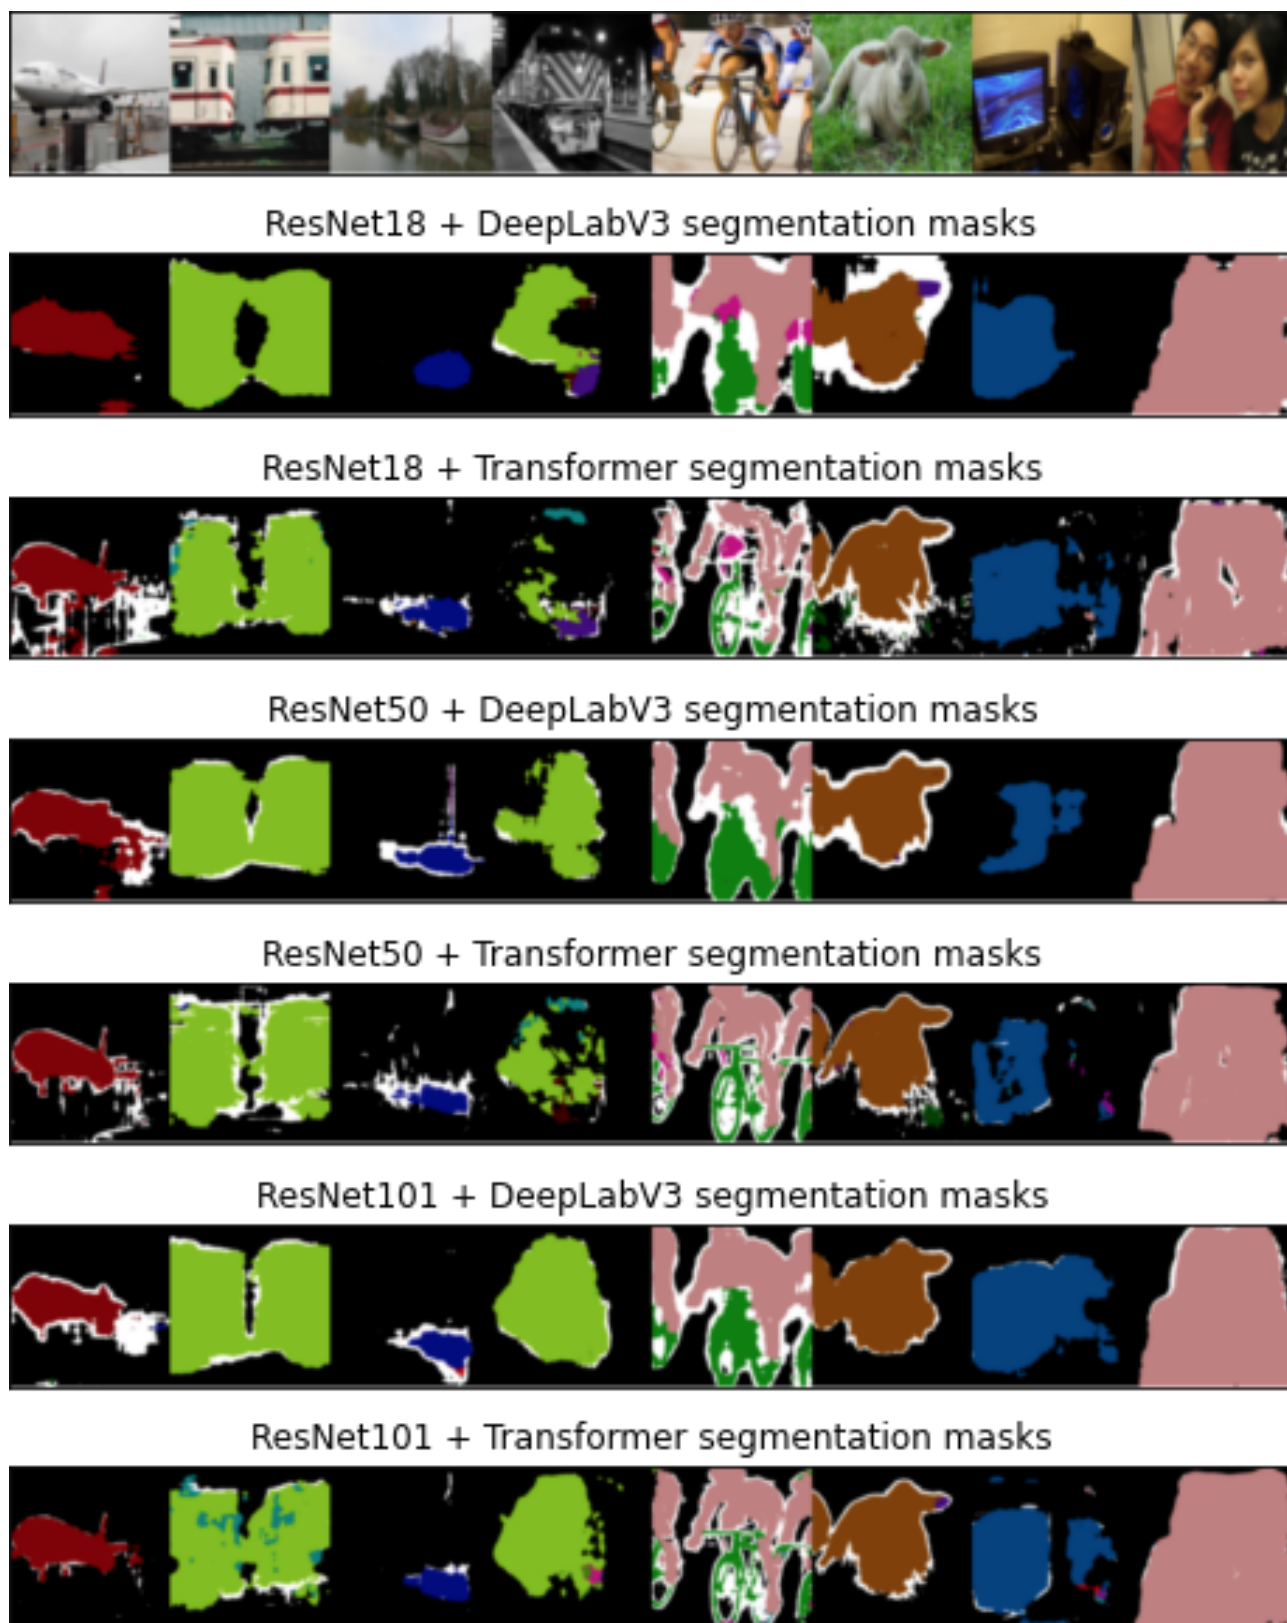 ResNet18 + DeepLabV3 segmentation masks
ResNet18 + Transformer segmentation masks
ResNet50 + DeepLabV3 segmentation masks
ResNet50 + Transformer segmentation masks
ResNet101 + DeepLabV3 segmentation masks
ResNet101 + Transformer segmentation masks